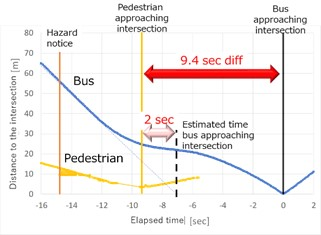 Pedestrian
approaching
intersection
Bus
approaching
intersection
Hazard
notice
80
70
60
50
40
30
20
10
0
Distance to the intersection [m]
Bus
9.4 sec diff
2 sec
Estimated time
bus approaching
intersection
Pedestrian
-16
-14
-12
-10
-8
-6
-4
-2
0
2
Elapsed time [sec]